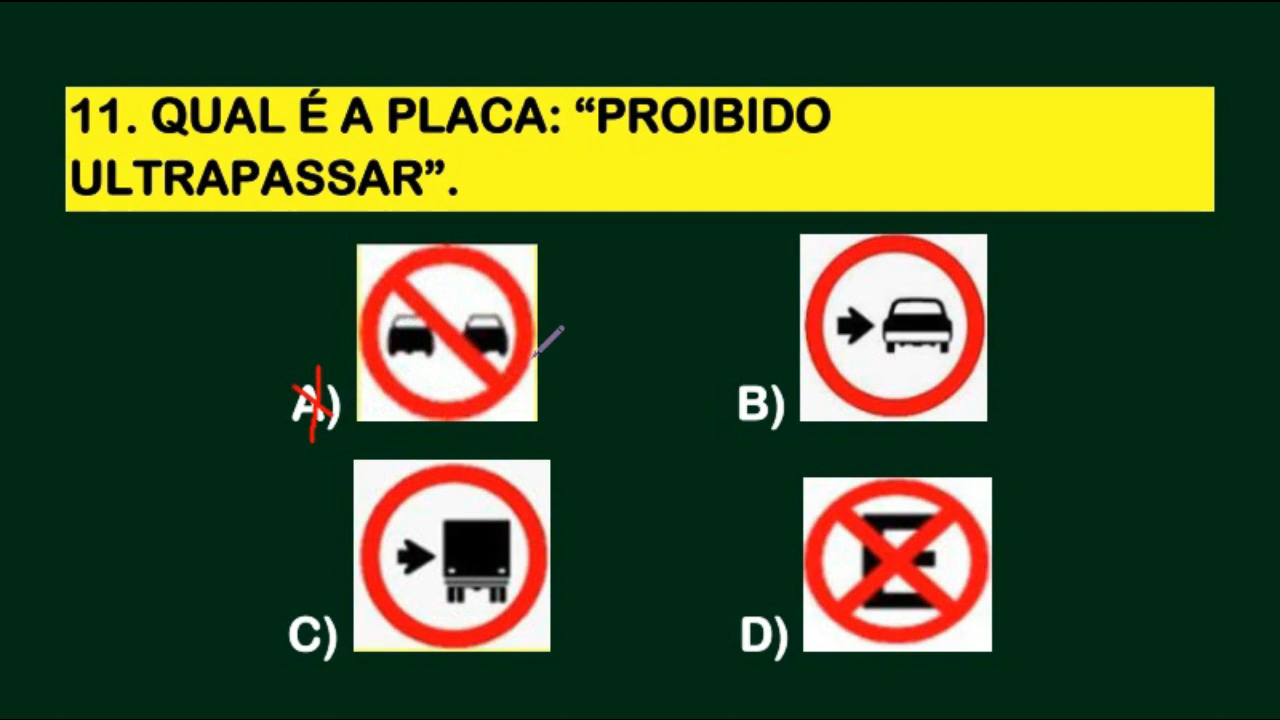 11. QUAL É A PLACA: “PROIBIDO
ULTRAPASSAR”.
A)
B)
C)
E
D)